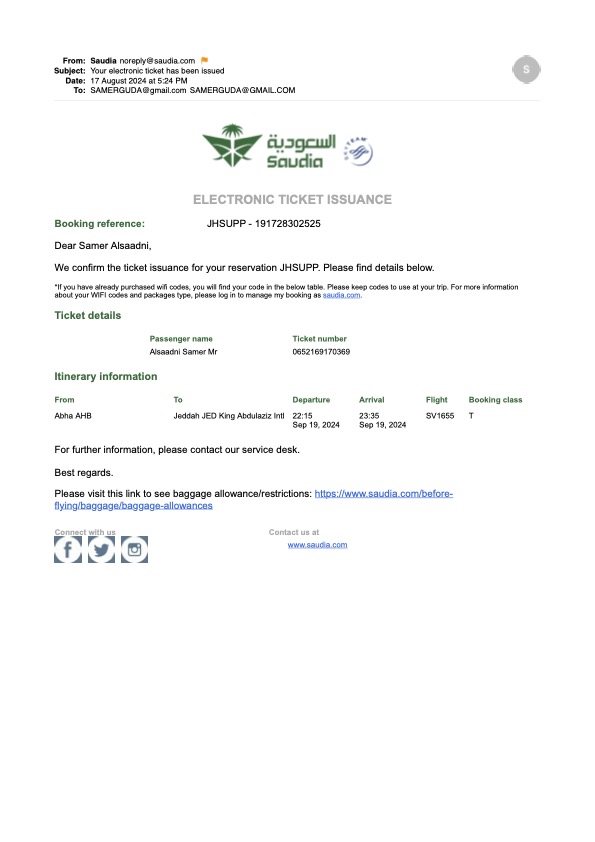 From: Saudia noreply@saudia.com
Subject: Your electronic ticket has been issued
Date: 17 August 2024 at 5:24 PM
To: SAMERGUDA@gmail.com SAMERGUDA@GMAIL.COM
S
السعودية
Saudia
SKYTEAM
ELECTRONIC TICKET ISSUANCE
Booking reference: JHSUPP - 191728302525
Dear Samer Alsaadni,
We confirm the ticket issuance for your reservation JHSUPP. Please find details below.
*If you have already purchased wifi codes, you will find your code in the below table. Please keep codes to use at your trip. For more information
about your WIFI codes and packages type, please log in to manage my booking as saudia.com.
Ticket details
Passenger name Ticket number
Alsaadni Samer Mr 0652169170369
Itinerary information
From To Departure Arrival Flight Booking class
Abha AHB Jeddah JED King Abdulaziz Intl 22:15 23:35 SV1655 T
Sep 19, 2024 Sep 19, 2024
For further information, please contact our service desk.
Best regards.
Please visit this link to see baggage allowance/restrictions: https://www.saudia.com/before-
flying/baggage/baggage-allowances
Connect with us Contact us at
www.saudia.com